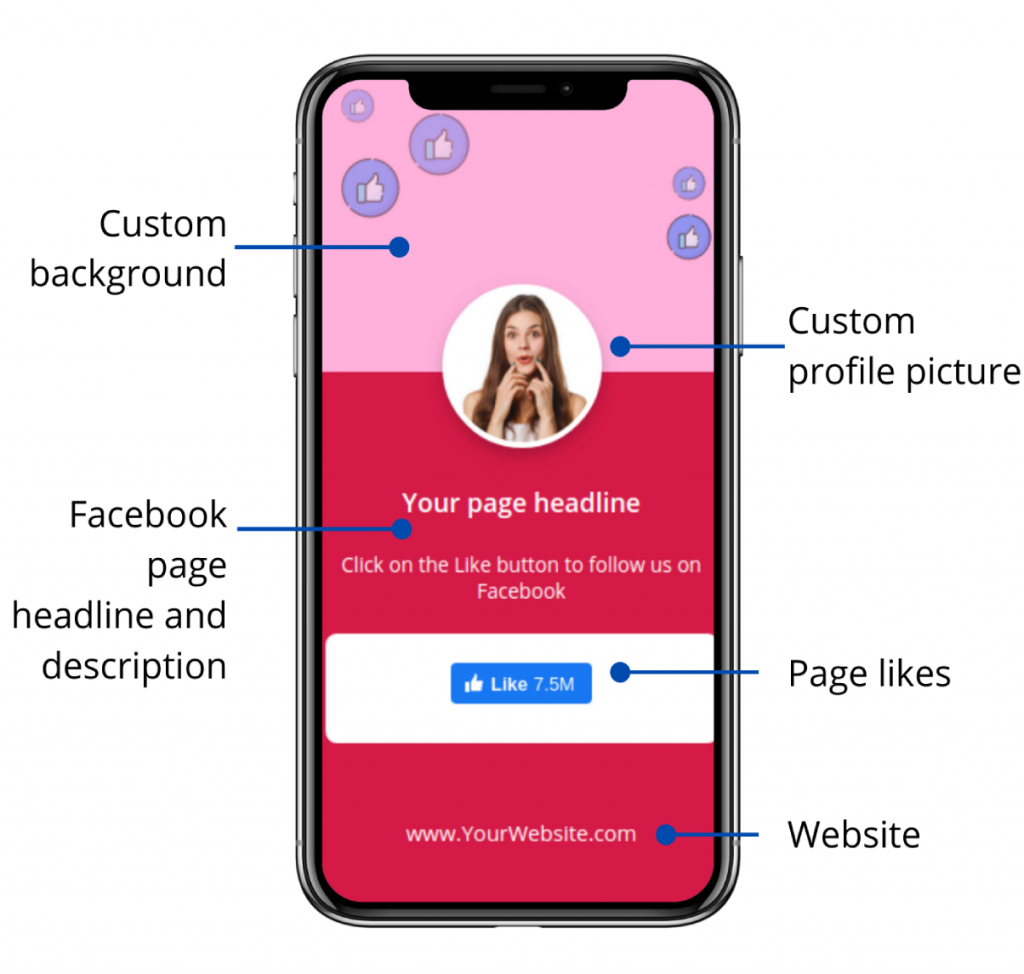 Custom
background
Custom
profile picture
Your page headline
Facebook
page
headline and
description
Click on the Like button to follow us on
Facebook
Like 7.5M
Page likes
www.YourWebsite.com
Website